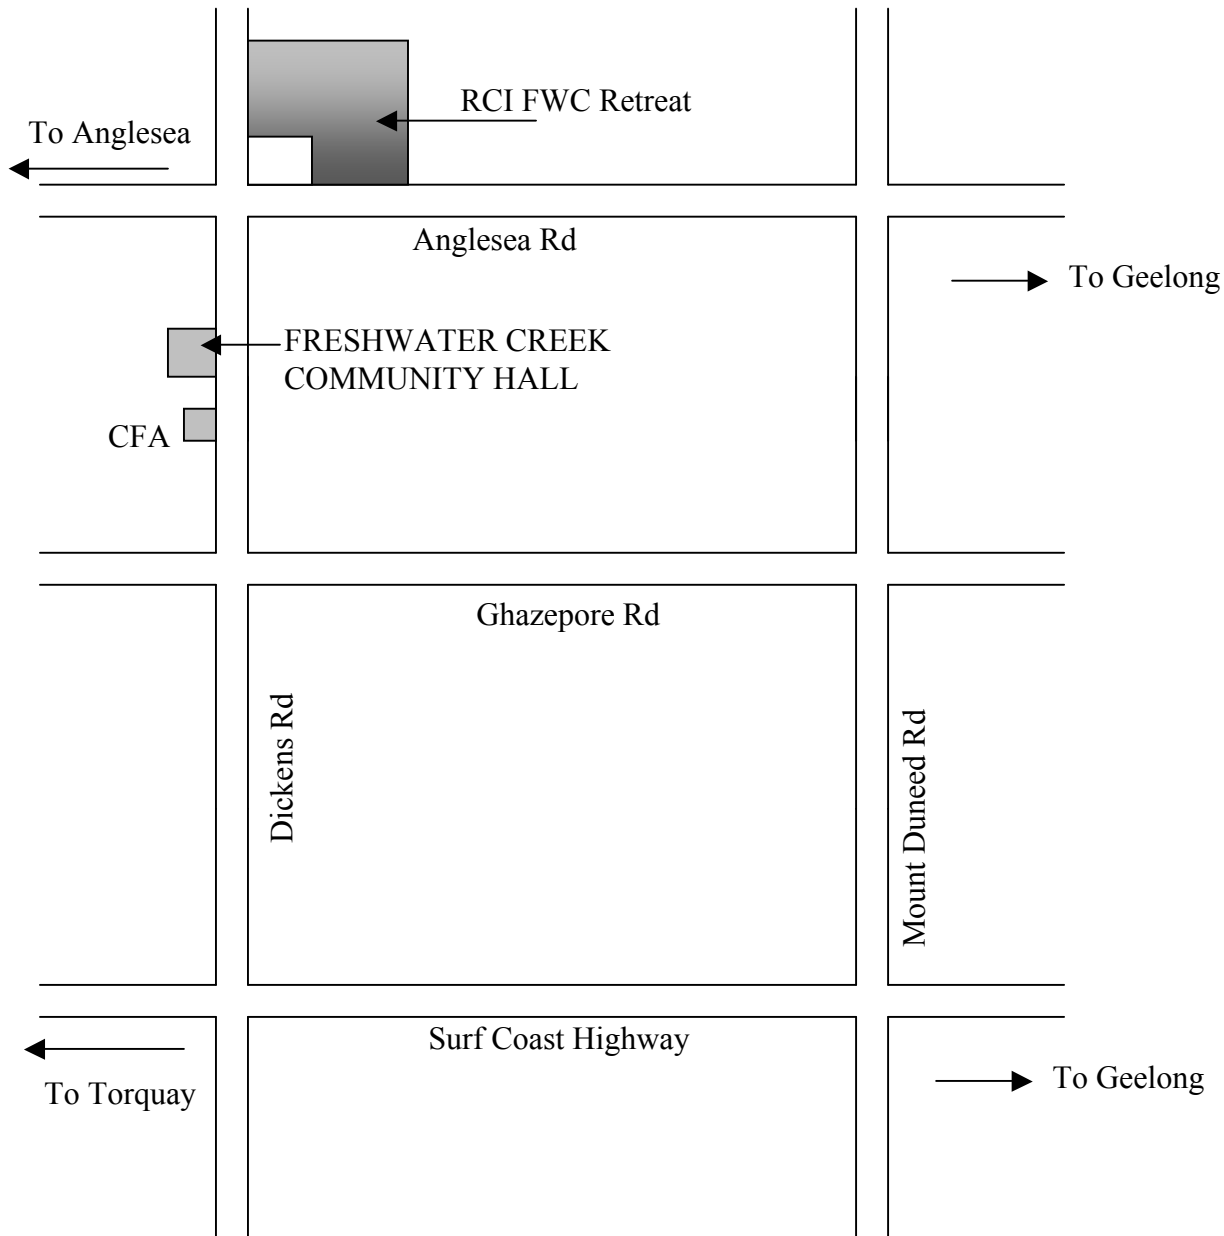 RCI FWC Retreat
To Anglesea
Anglesea Rd
To Geelong
FRESHWATER CREEK
COMMUNITY HALL
CFA
Ghazepore Rd
Dickens Rd
Mount Duneed Rd
Surf Coast Highway
To Torquay
To Geelong